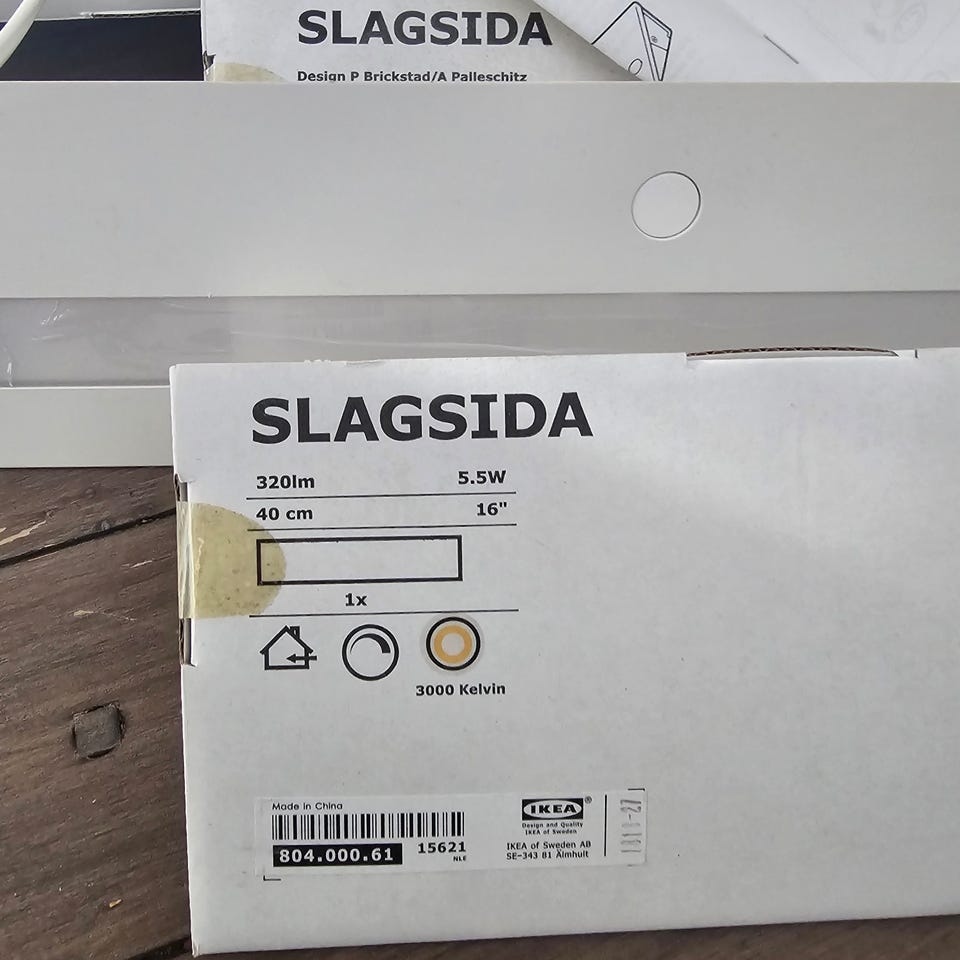 SLAGSIDA
Design P Brickstad/A Palleschitz
SLAGSIDA
320lm 5.5W
40 cm 16"
1x
3000 Kelvin
Made in China
804.000.61 15621
NLE
IKEA®
Design and Quality
IKEA of Sweden
IKEA of Sweden AB
SE-343 81 Älmhult